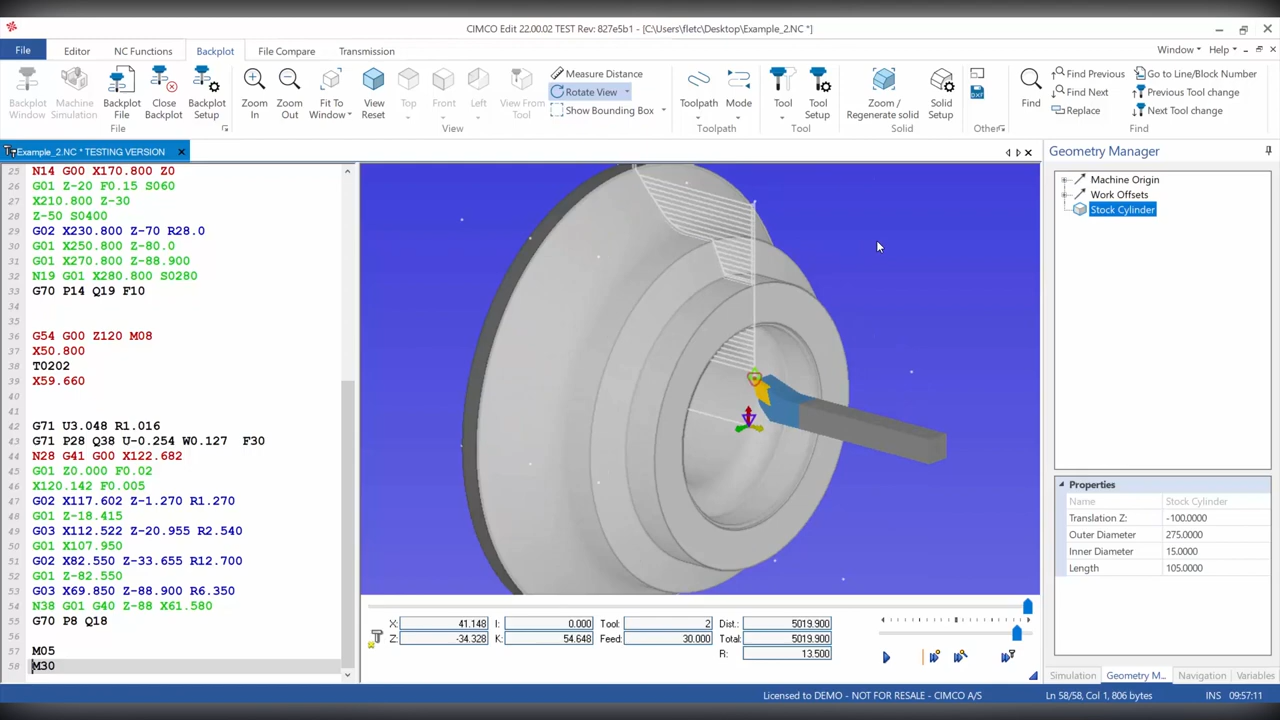 CIMCO Edit 22.00.02 TEST Rev: 827e5b1 - [C:\Users\fletc\Desktop\Example_2.NC *]
File Editor NC Functions Backplot File Compare Transmission Window Help
Backplot Window
Machine Simulation
Backplot File
Close Backplot
Backplot Setup
File
Zoom In
Zoom Out
Fit To Window
View Reset
Top
Front
Left
View From Tool
Measure Distance
Rotate View
Show Bounding Box
View
Toolpath
Mode
Toolpath
Tool
Tool Setup
Tool
Zoom / Regenerate solid
Solid Setup
Solid
Other
Find
Find Previous
Find Next
Replace
Go to Line/Block Number
Previous Tool change
Next Tool change
Find
Example_2.NC * TESTING VERSION
25 N14 G00 X170.800 Z0
26 G01 Z-20 F0.15 S060
27 X210.800 Z-30
28 Z-50 S0400
29 G02 X230.800 Z-70 R28.0
30 G01 X250.800 Z-80.0
31 G01 X270.800 Z-88.900
32 N19 G01 X280.800 S0280
33 G70 P14 Q19 F10
34
35
36 G54 G00 Z120 M08
37 X50.800
38 T0202
39 X59.660
40
41
42 G71 U3.048 R1.016
43 G71 P28 Q38 U-0.254 W0.127 F30
44 N28 G41 G00 X122.682
45 G01 Z0.000 F0.02
46 X120.142 F0.005
47 G02 X117.602 Z-1.270 R1.270
48 G01 Z-18.415
49 G03 X112.522 Z-20.955 R2.540
50 G01 X107.950
51 G02 X82.550 Z-33.655 R12.700
52 G01 Z-82.550
53 G03 X69.850 Z-88.900 R6.350
54 N38 G01 G40 Z-88 X61.580
55 G70 P8 Q18
56
57 M05
58 M30
X: 41.148 I: 0.000 Tool: 2 Dist.: 5019.900
Z: -34.328 K: 54.648 Feed: 30.000 Total: 5019.900
R: 13.500
Geometry Manager
Machine Origin
Work Offsets
Stock Cylinder
Properties
Name Stock Cylinder
Translation Z: -100.0000
Outer Diameter 275.0000
Inner Diameter 15.0000
Length 105.0000
Simulation Geometry M... Navigation Variables
Licensed to DEMO - NOT FOR RESALE - CIMCO A/S Ln 58/58, Col 1, 806 bytes INS 09:57:11